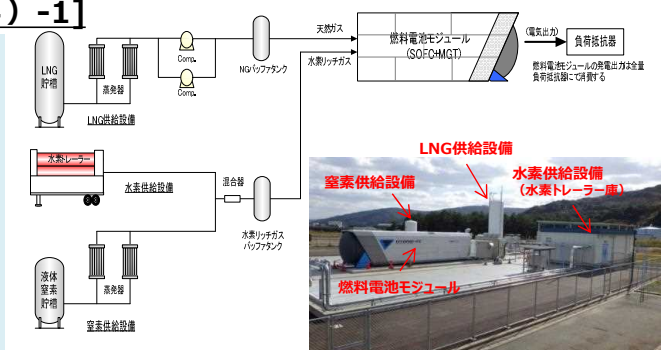 ）-1]
LNG
貯槽
蒸発器
LNG供給設備
Comp.
Comp.
NGバッファタンク
天然ガス
水素リッチガス
燃料電池モジュール
(SOFC+MGT)
(電気出力)
負荷抵抗器
燃料電池モジュールの発電出力は全量
負荷抵抗器にて消費する
水素トレーラー
水素供給設備
混合器
水素リッチガス
バッファタンク
液体
窒素
貯槽
蒸発器
窒素供給設備
LNG供給設備
窒素供給設備
水素供給設備
（水素トレーラー庫）
燃料電池モジュール